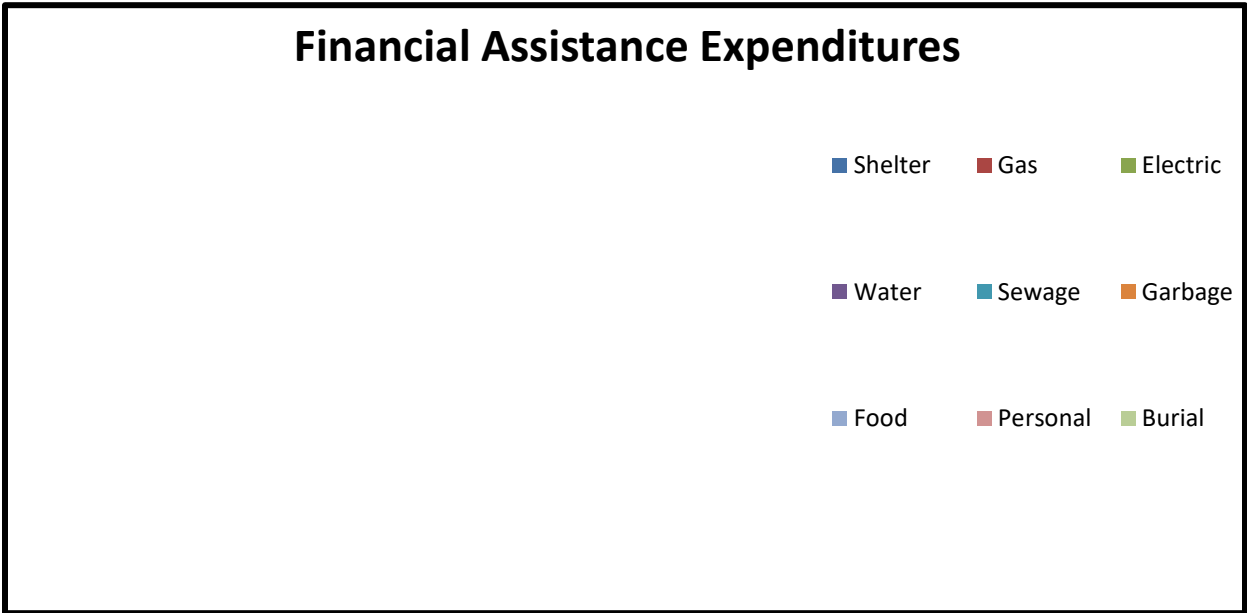 Financial Assistance Expenditures
Shelter Gas Electric
Water Sewage Garbage
Food Personal Burial